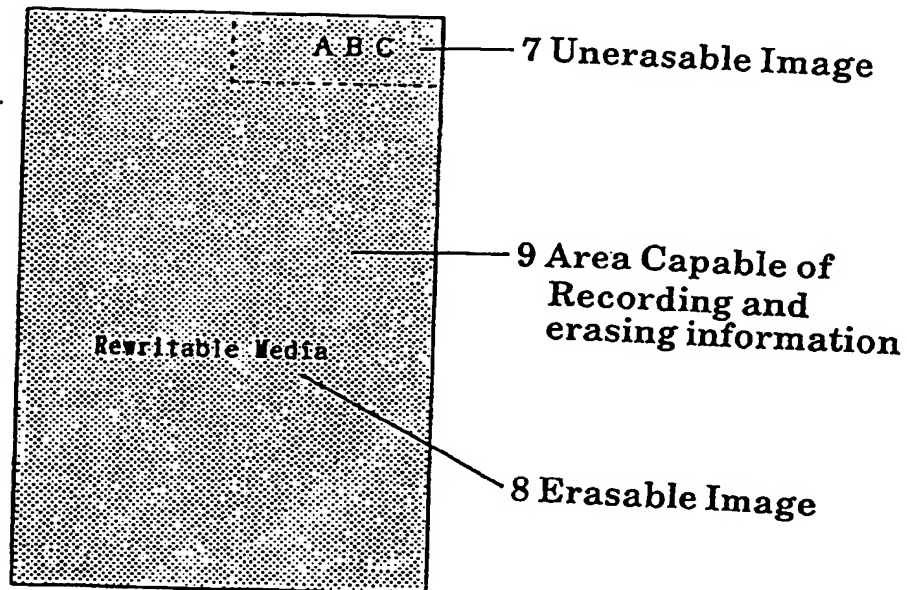 A B C
7 Unerasable Image
9 Area Capable of
Recording and
erasing information
Rewritable Media
8 Erasable Image